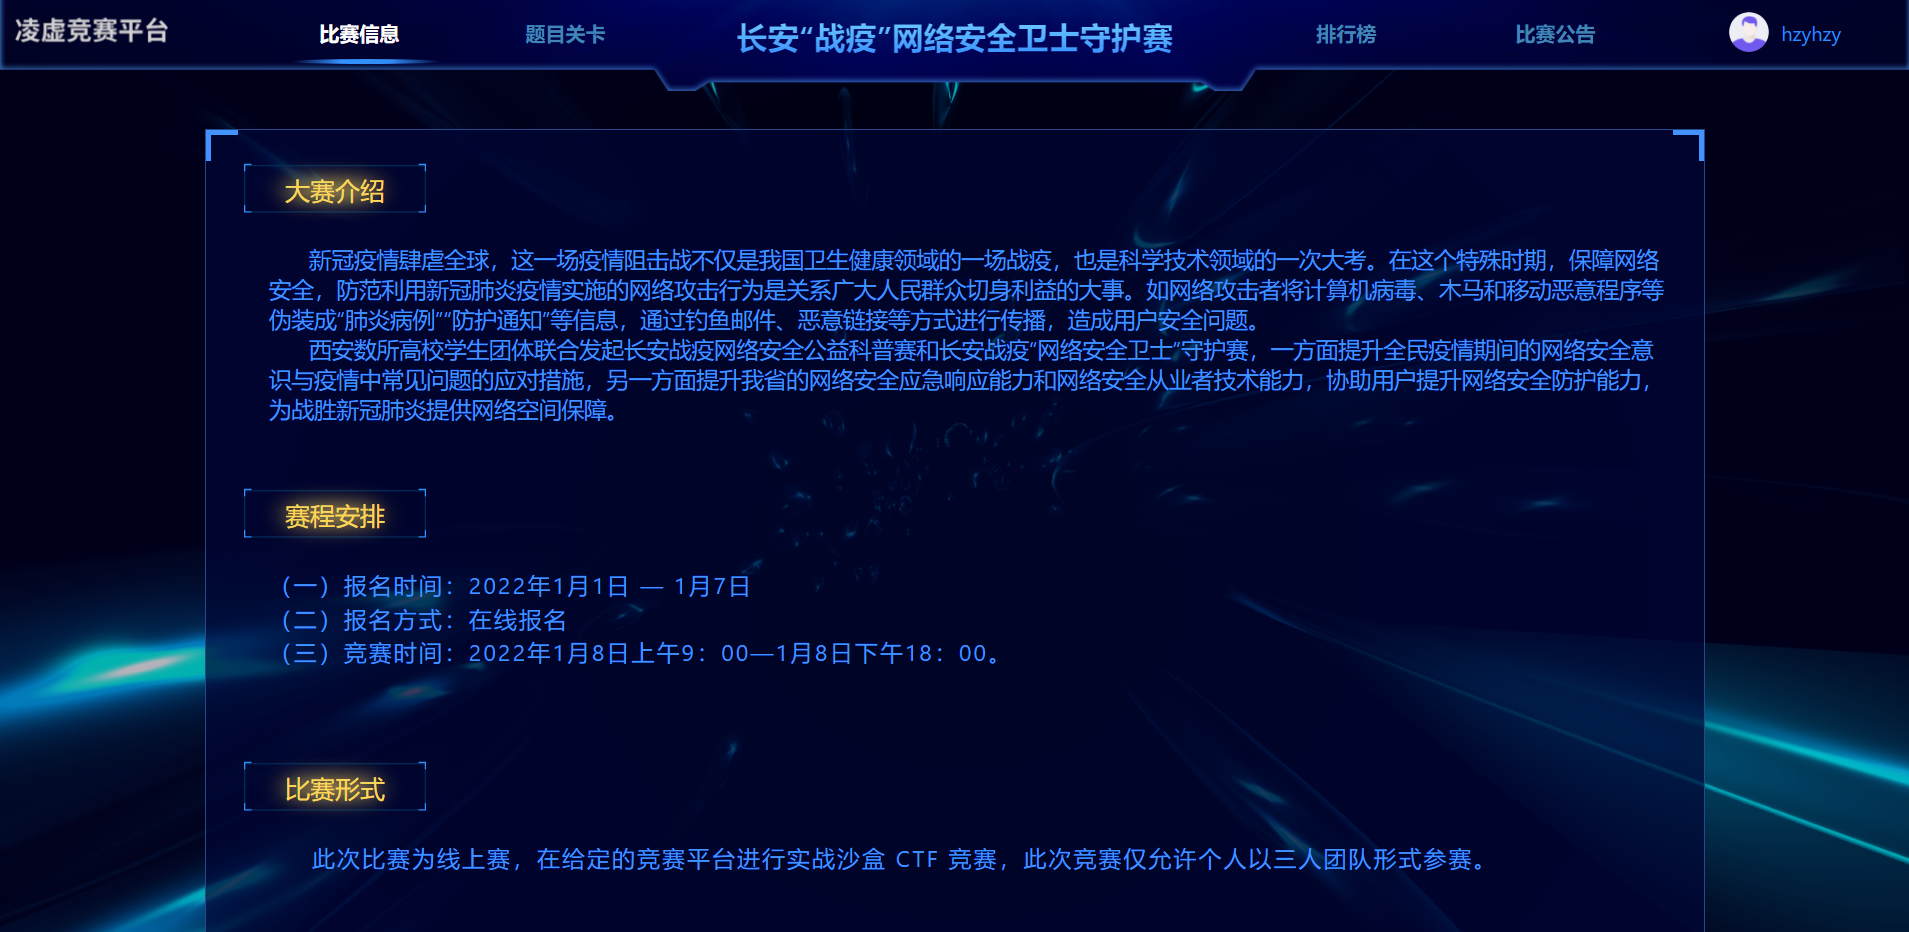 凌虚竞赛平台
比赛信息
题目关卡
长安“战疫”网络安全卫士守护赛
排行榜
比赛公告
hzyhzy
大赛介绍
新冠疫情肆虐全球，这一场疫情阻击战不仅是我国卫生健康领域的一场战疫，也是科学技术领域的一次大考。在这个特殊时期，保障网络
安全，防范利用新冠肺炎疫情实施的网络攻击行为是关系广大人民群众切身利益的大事。如网络攻击者将计算机病毒、木马和移动恶意程序等
伪装成“肺炎病例”“防护通知”等信息，通过钓鱼邮件、恶意链接等方式进行传播，造成用户安全问题。
西安数所高校学生团体联合发起长安战疫网络安全公益科普赛和长安战疫“网络安全卫士”守护赛，一方面提升全民疫情期间的网络安全意
识与疫情中常见问题的应对措施，另一方面提升我省的网络安全应急响应能力和网络安全从业者技术能力，协助用户提升网络安全防护能力，
为战胜新冠肺炎提供网络空间保障。
赛程安排
（一）报名时间：2022年1月1日 — 1月7日
（二）报名方式：在线报名
（三）竞赛时间：2022年1月8日上午9：00—1月8日下午18：00。
比赛形式
此次比赛为线上赛，在给定的竞赛平台进行实战沙盒 CTF 竞赛，此次竞赛仅允许个人以三人团队形式参赛。